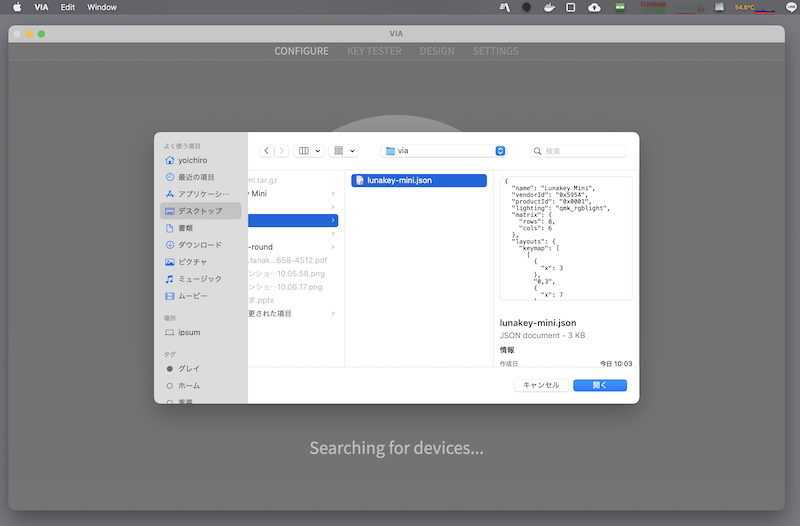 VIA Edit Window
54.8°C
VIA
CONFIGURE KEY TESTER DESIGN SETTINGS
よく使う項目
yoichiro
最近の項目
アプリケーシ…
デスクトップ
書類
ダウンロード
ピクチャ
ミュージック
ムービー
場所
ipsum
タグ
グレイ
ホーム
重要
via
検索
ml.tar.gz
Mini
-round
.tanak…658-4512.pdf
ンショ…10.05.58.png
ンショ…10.06.17.png
求.pptx
更された項目
lunakey-mini.json
{
"name": "Lunakey Mini",
"vendorId": "0x5954",
"productId": "0x0001",
"lighting": "qmk_rgblight",
"matrix": {
"rows": 8,
"cols": 6
},
"layouts": {
"keymap": [
[
{
"x": 3
},
"0,3",
{
"x": 7
lunakey-mini.json
JSON document - 3 KB
情報
作成日 今日 10:03
キャンセル 開く
Searching for devices...